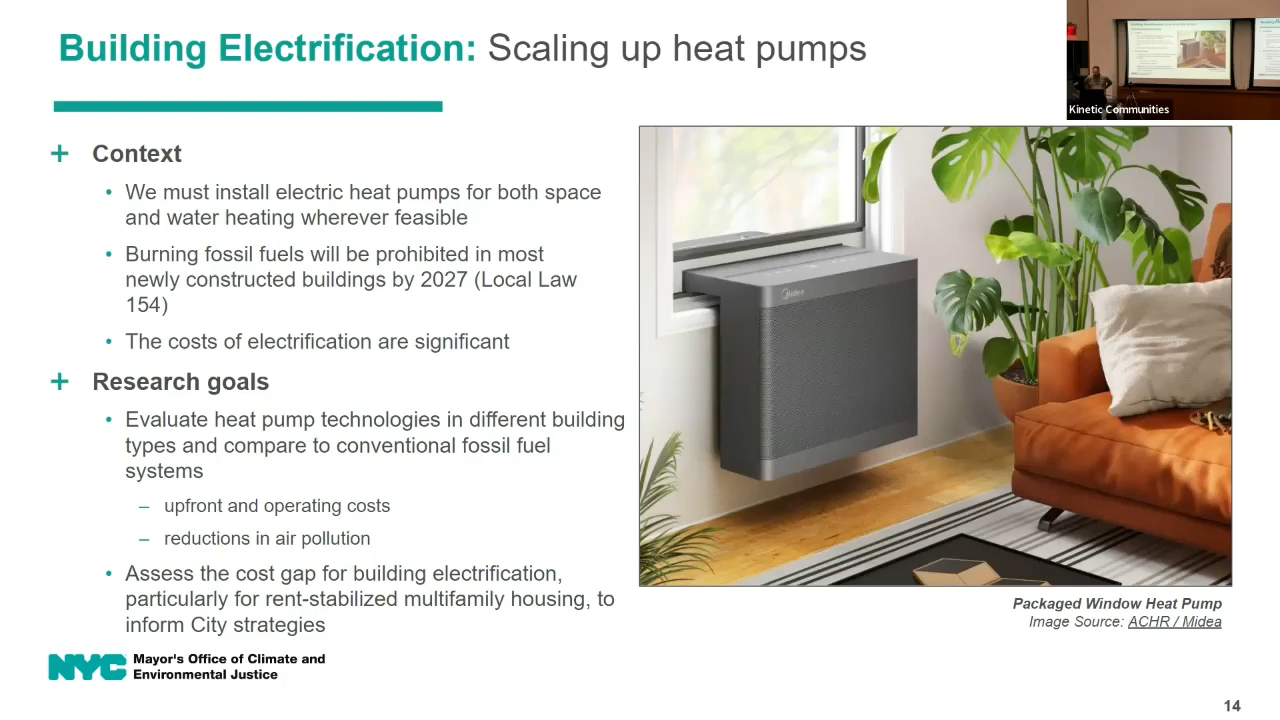 Building Electrification: Scaling up heat pumps
Kinetic Communities
+ Context
• We must install electric heat pumps for both space
and water heating wherever feasible
• Burning fossil fuels will be prohibited in most
newly constructed buildings by 2027 (Local Law
154)
• The costs of electrification are significant
+ Research goals
• Evaluate heat pump technologies in different building
types and compare to conventional fossil fuel
systems
– upfront and operating costs
– reductions in air pollution
• Assess the cost gap for building electrification,
particularly for rent-stabilized multifamily housing, to
inform City strategies
Midea
Packaged Window Heat Pump
Image Source: ACHR / Midea
NYC
Mayor's Office of Climate and
Environmental Justice
14